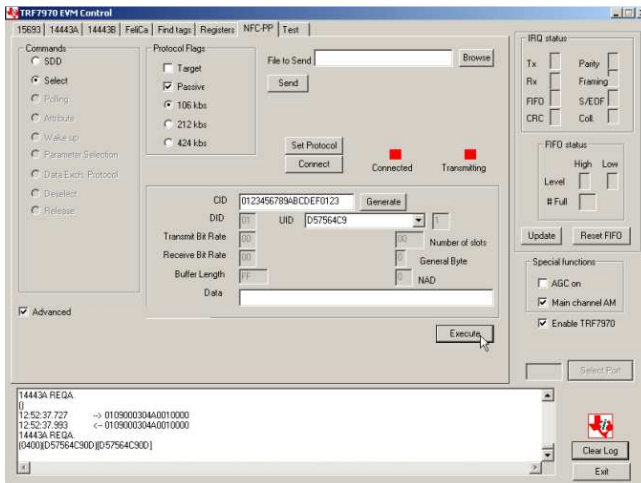 TRF7970 EVM Control
15693 14443A 14443B FeliCa Find tags Registers NFC-PP Test
Commands
SDD
Select
Polling
Attribute
Wake up
Parameter Selection
Data Exch. Protocol
Deselect
Release
Advanced
Protocol Flags
Target
Passive
106 kbs
212 kbs
424 kbs
File to Send
Browse
Send
Set Protocol
Connect
Connected
Transmitting
CID 0123456789ABCDEF0123 Generate
DID 01 UID D57564C9 1
Transmit Bit Rate 00 00 Number of slots
Receive Bit Rate 00 0 General Byte
Buffer Length FF 0 NAD
Data
Execute
IRQ status
Tx Parity
Rx Framing
FIFO S/EOF
CRC Coll.
FIFO status
High Low
Level
# Full
Update Reset FIFO
Special functions
AGC on
Main channel AM
Enable TRF7970
Select Port
14443A REQA.
[]
12:52:37.727 --> 0109000304A0010000
12:52:37.993 <-- 0109000304A0010000
14443A REQA.
[0400][D57564C90D][D57564C90D]
Clear Log
Exit